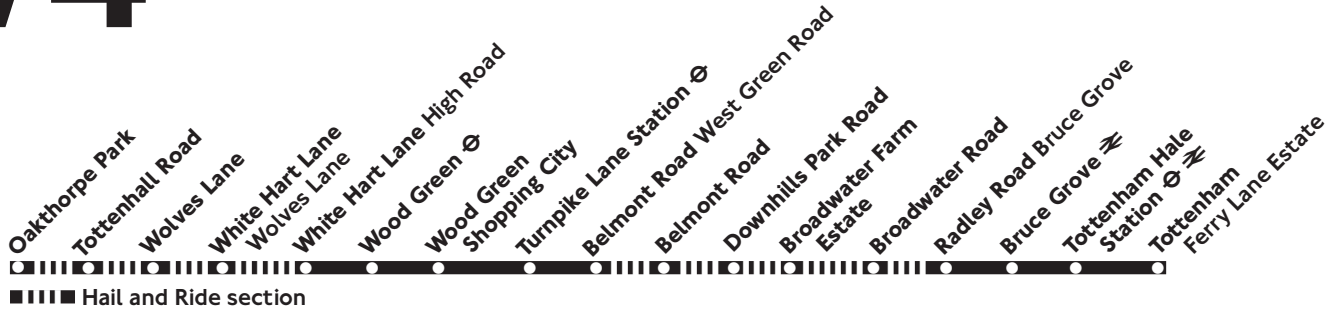 Oakthorpe Park
Tottenhall Road
Wolves Lane
White Hart Lane
Wolves Lane
White Hart Lane High Road
Wood Green
Wood Green
Shopping City
Turnpike Lane Station
Belmont Road West Green Road
Belmont Road
Downhills Park Road
Broadwater Farm
Estate
Broadwater Road
Radley Road Bruce Grove
Bruce Grove
Tottenham Hale
Station
Tottenham
Ferry Lane Estate
Hail and Ride section